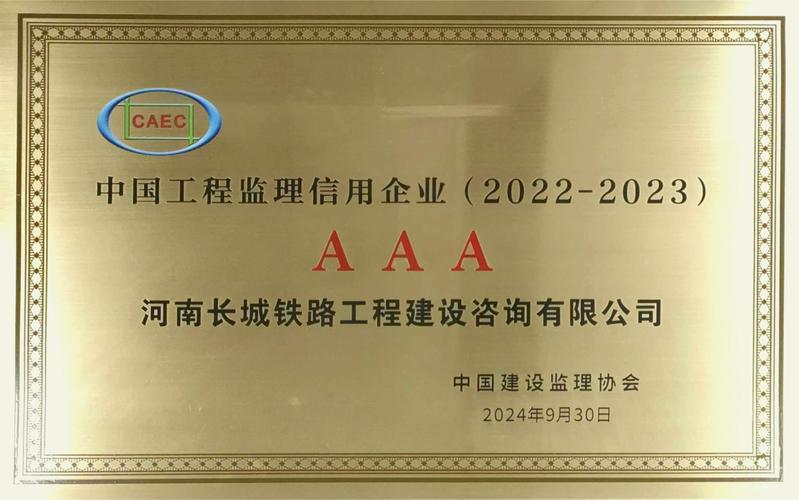 CAEC
中国工程监理信用企业（2022-2023）
AAA
河南长城铁路工程建设咨询有限公司
中国建设监理协会
2024年9月30日